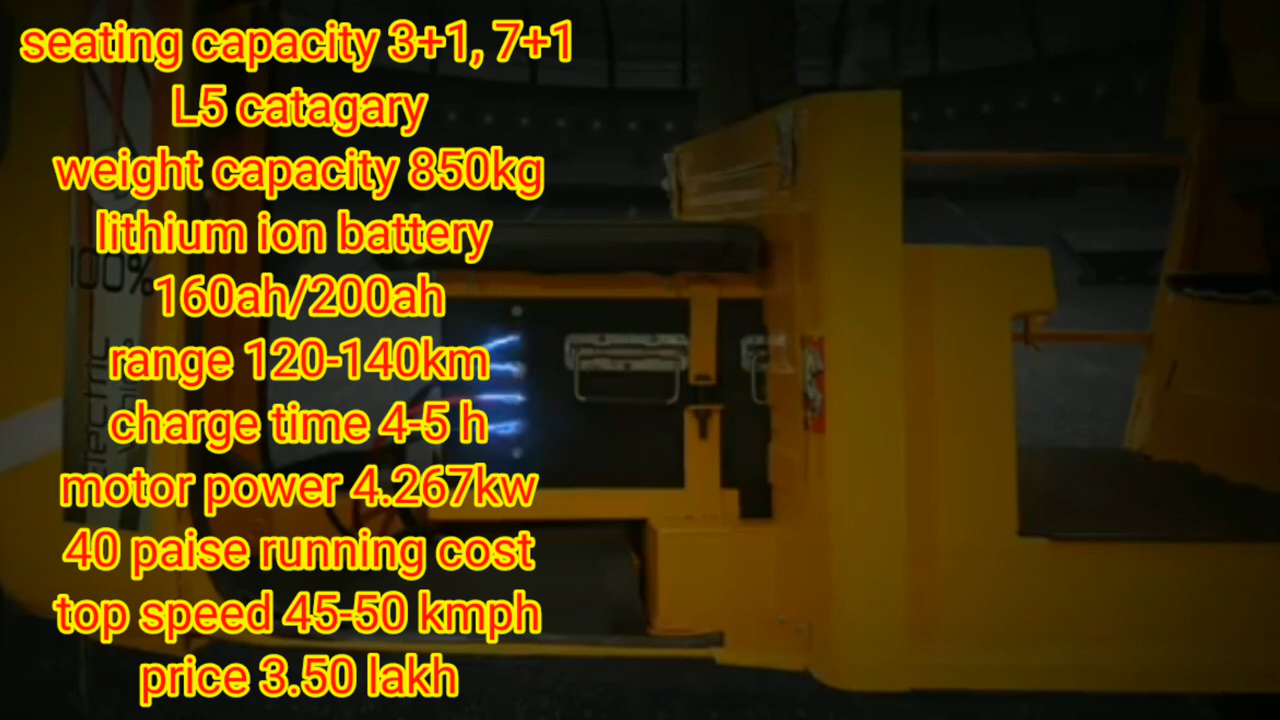 seating capacity 3+1, 7+1
L5 catagary
weight capacity 850kg
lithium ion battery
160ah/200ah
range 120-140km
charge time 4-5 h
motor power 4.267kw
40 paise running cost
top speed 45-50 kmph
price 3.50 lakh
100%
electric